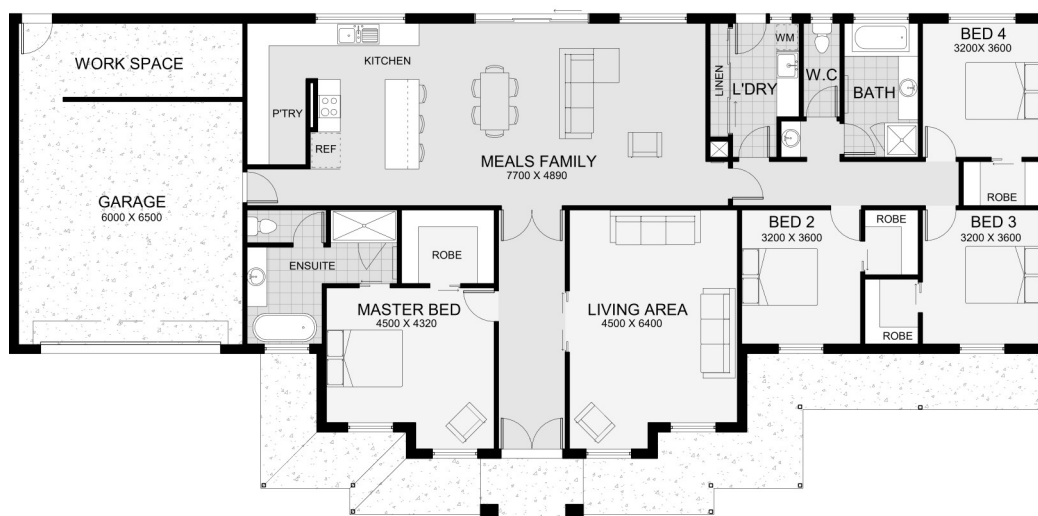 WORK SPACE
KITCHEN
P'TRY
REF
MEALS FAMILY
7700 X 4890
LINEN
L'DRY
WM
W.C
BATH
BED 4
3200X 3600
ROBE
GARAGE
6000 X 6500
ENSUITE
ROBE
MASTER BED
4500 X 4320
LIVING AREA
4500 X 6400
BED 2
3200 X 3600
ROBE
ROBE
BED 3
3200 X 3600